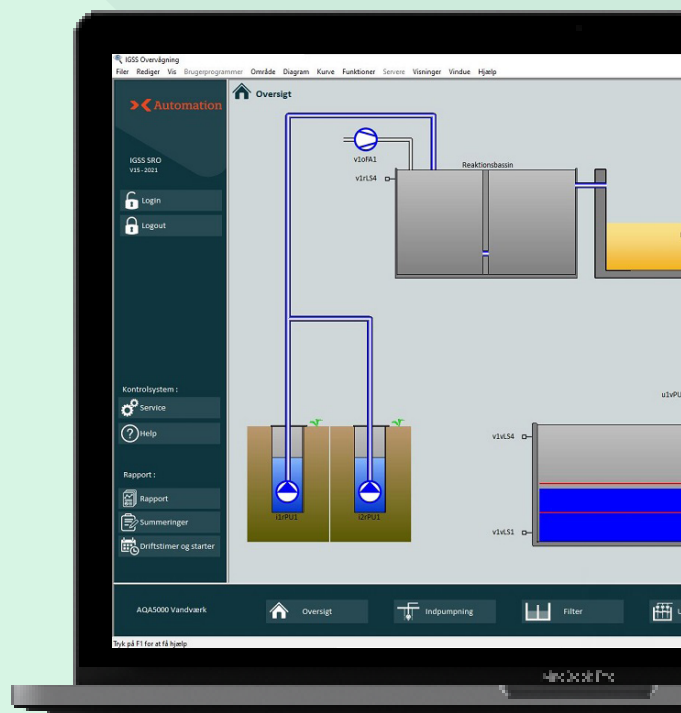 IGSS Overvågning
Filer Rediger Vis Brugerprogrammer Område Diagram Kurve Funktioner Servere Visninger Vindue Hjælp
Automation
Oversigt
IGSS SRO
V15 - 2021
Login
Logout
v1oFA1
v1rLS4
Reaktionsbassin
Kontrolsystem :
Service
Help
u1vPU
v1vLS4
i1rPU1
i2rPU1
v1vLS1
Rapport :
Rapport
Summeringer
Driftstimer og starter
AQA5000 Vandværk
Oversigt
Indpumpning
Filter
Tryk på F1 for at få hjælp